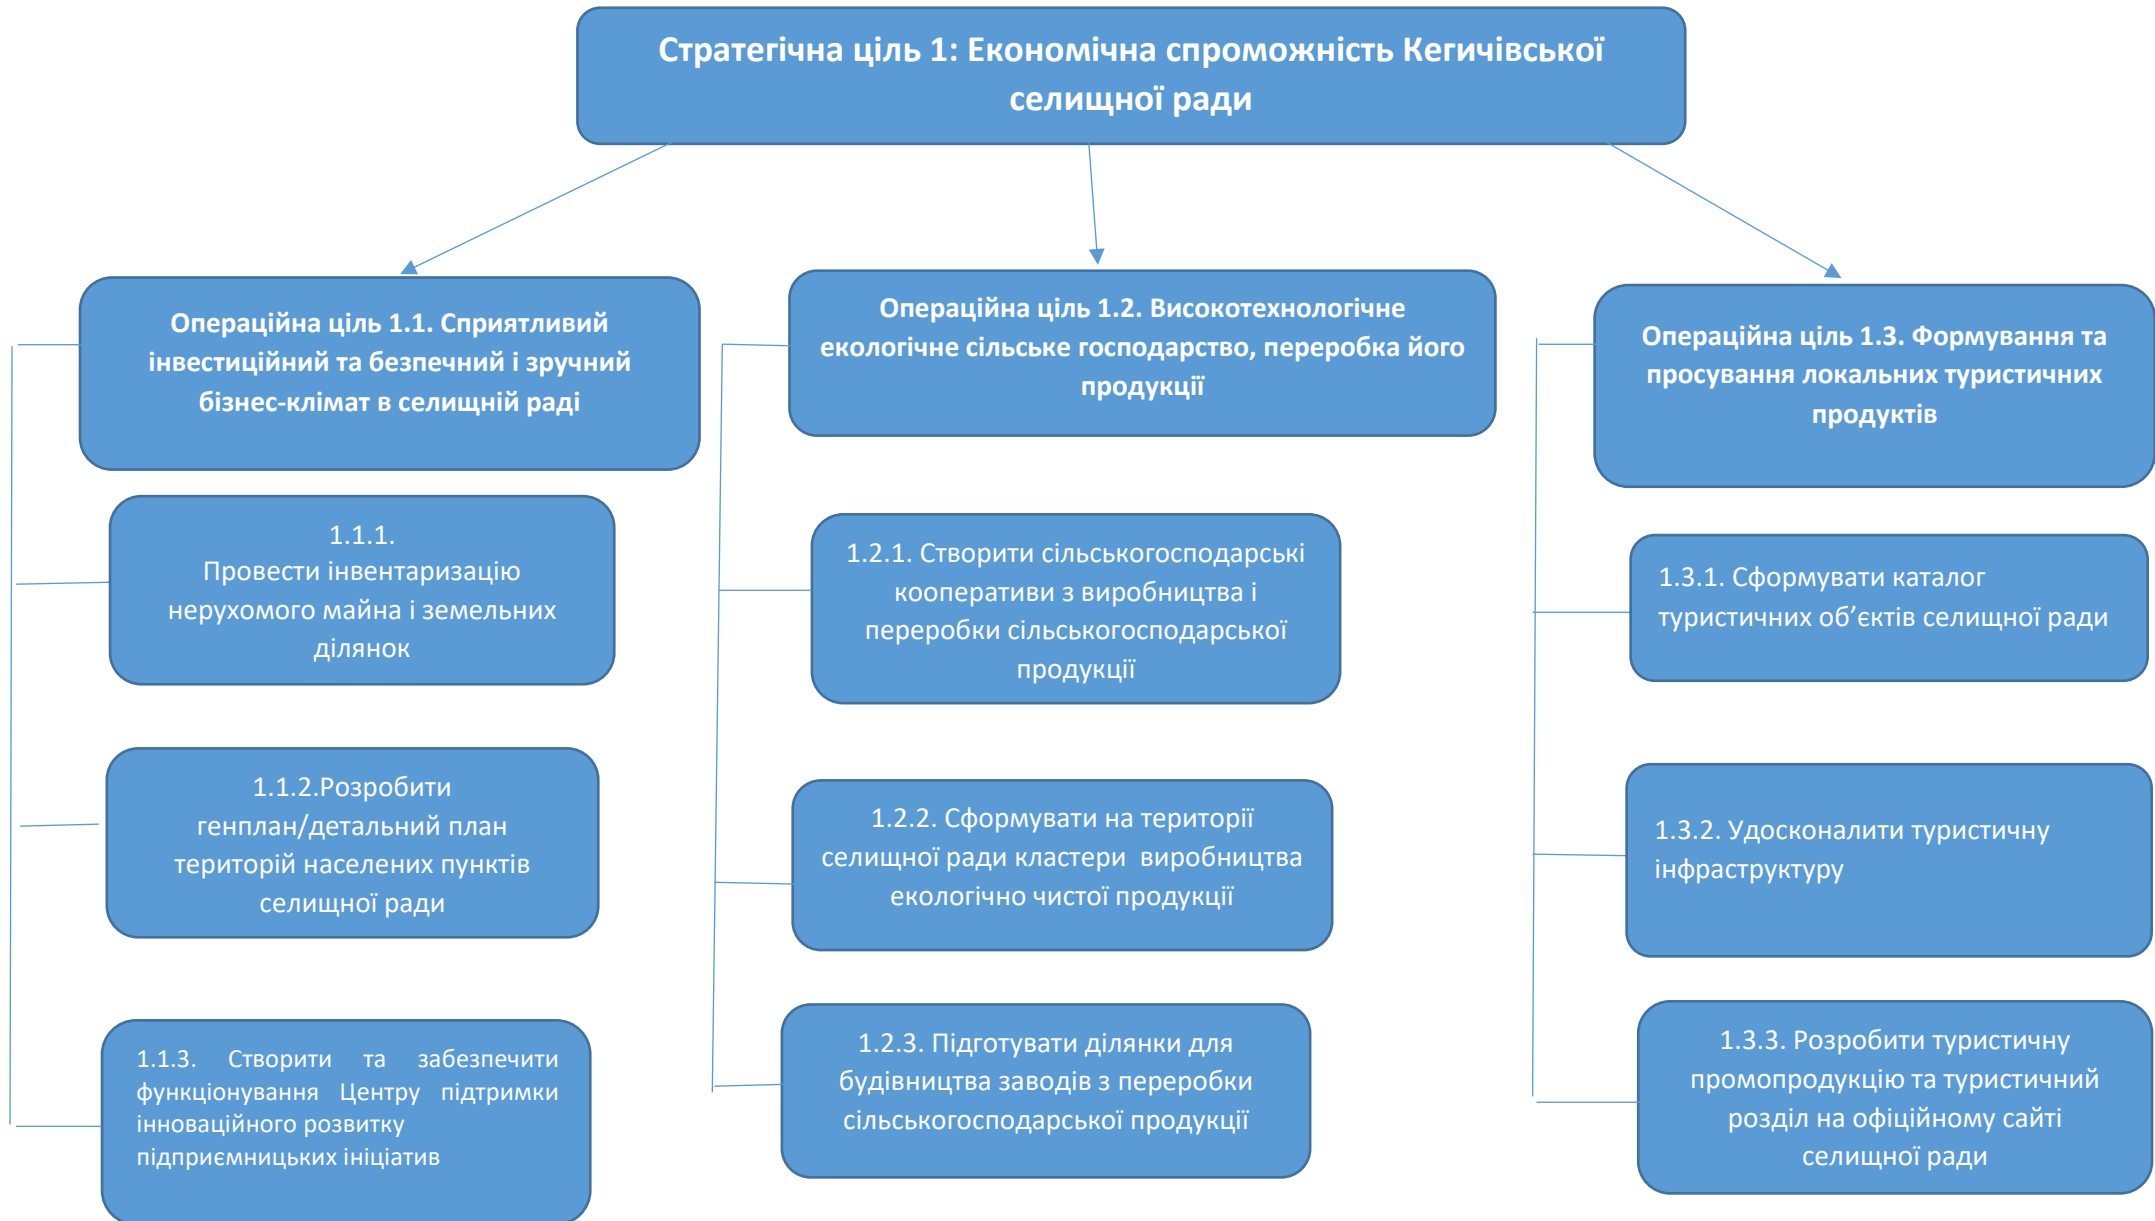 Стратегічна ціль 1: Економічна спроможність Кегичівської
селищної ради
Операційна ціль 1.1. Сприятливий
інвестиційний та безпечний і зручний
бізнес-клімат в селищній раді
1.1.1.
Провести інвентаризацію
нерухомого майна і земельних
ділянок
1.1.2.Розробити
генплан/детальний план
територій населених пунктів
селищної ради
1.1.3. Створити та забезпечити
функціонування Центру підтримки
інноваційного розвитку
підприємницьких ініціатив
Операційна ціль 1.2. Високотехнологічне
екологічне сільське господарство, переробка його
продукції
1.2.1. Створити сільськогосподарські
кооперативи з виробництва і
переробки сільськогосподарської
продукції
1.2.2. Сформувати на території
селищної ради кластери виробництва
екологічно чистої продукції
1.2.3. Підготувати ділянки для
будівництва заводів з переробки
сільськогосподарської продукції
Операційна ціль 1.3. Формування та
просування локальних туристичних
продуктів
1.3.1. Сформувати каталог
туристичних об’єктів селищної ради
1.3.2. Удосконалити туристичну
інфраструктуру
1.3.3. Розробити туристичну
промопродукцію та туристичний
розділ на офіційному сайті
селищної ради